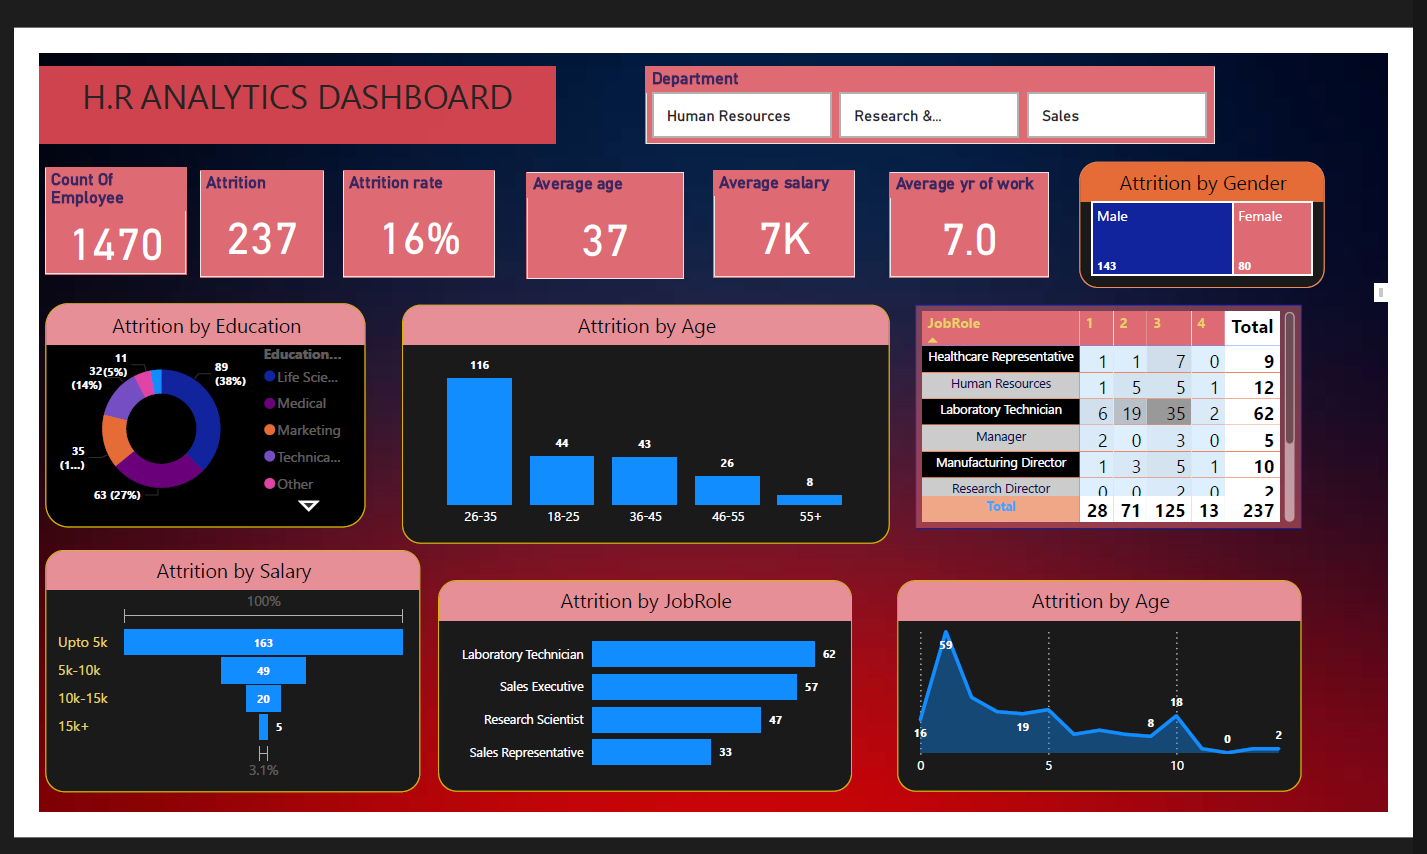 H.R ANALYTICS DASHBOARD
Department
Human Resources
Research &...
Sales
Count Of
Employee
1470
Attrition
237
Attrition rate
16%
Average age
37
Average salary
7K
Average yr of work
7.0
Attrition by Gender
Male
Female
143
80
Attrition by Education
11
32(5%)
(14%)
89
(38%)
35
(1...)
63 (27%)
Education...
Life Scie...
Medical
Marketing
Technica...
Other
Attrition by Age
116
44
43
26
8
26-35
18-25
36-45
46-55
55+
JobRole 1 2 3 4 Total
Healthcare Representative 1 1 7 0 9
Human Resources 1 5 5 1 12
Laboratory Technician 6 19 35 2 62
Manager 2 0 3 0 5
Manufacturing Director 1 3 5 1 10
Research Director 0 0 2 0 2
Total 28 71 125 13 237
Attrition by Salary
100%
Upto 5k 163
5k-10k 49
10k-15k 20
15k+ 5
3.1%
Attrition by JobRole
Laboratory Technician 62
Sales Executive 57
Research Scientist 47
Sales Representative 33
Attrition by Age
59
16
19
8
18
0
2
0
5
10